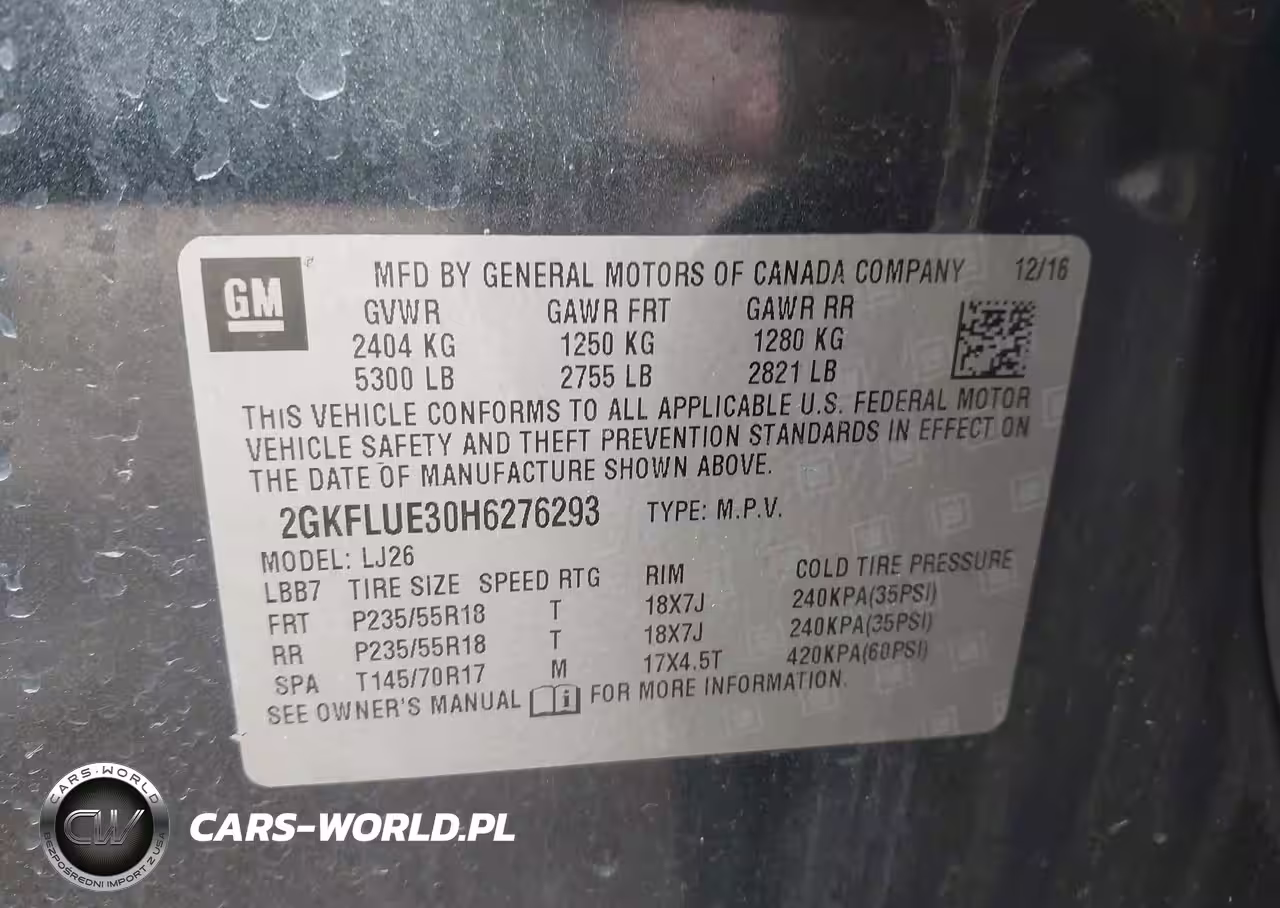 GM
MFD BY GENERAL MOTORS OF CANADA COMPANY 12/16
GVWR GAWR FRT GAWR RR
2404 KG 1250 KG 1280 KG
5300 LB 2755 LB 2821 LB
THIS VEHICLE CONFORMS TO ALL APPLICABLE U.S. FEDERAL MOTOR
VEHICLE SAFETY AND THEFT PREVENTION STANDARDS IN EFFECT ON
THE DATE OF MANUFACTURE SHOWN ABOVE.
2GKFLUE30H6276293 TYPE: M.P.V.
MODEL: LJ26
LBB7 TIRE SIZE SPEED RTG RIM COLD TIRE PRESSURE
FRT P235/55R18 T 18X7J 240KPA(35PSI)
RR P235/55R18 T 18X7J 240KPA(35PSI)
SPA T145/70R17 M 17X4.5T 420KPA(60PSI)
SEE OWNER'S MANUAL i FOR MORE INFORMATION.
CARS-WORLD
CW
BEZPOŚREDNI IMPORT Z USA
CARS-WORLD.PL